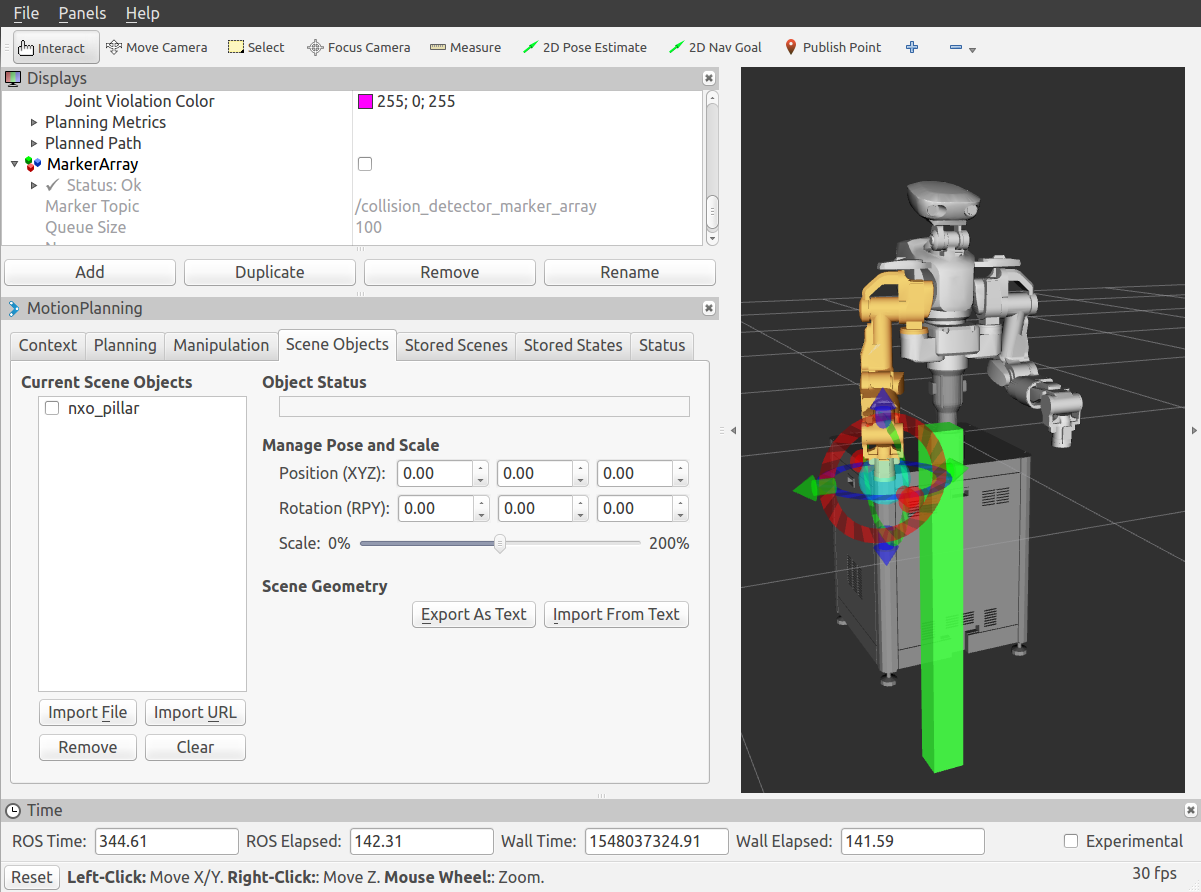 File Panels Help
Interact Move Camera Select Focus Camera Measure 2D Pose Estimate 2D Nav Goal Publish Point
Displays
Joint Violation Color 255; 0; 255
Planning Metrics
Planned Path
MarkerArray
Status: Ok
Marker Topic /collision_detector_marker_array
Queue Size 100
Add Duplicate Remove Rename
MotionPlanning
Context Planning Manipulation Scene Objects Stored Scenes Stored States Status
Current Scene Objects
nxo_pillar
Import File Import URL
Remove Clear
Object Status
Manage Pose and Scale
Position (XYZ): 0.00 0.00 0.00
Rotation (RPY): 0.00 0.00 0.00
Scale: 0% 200%
Scene Geometry
Export As Text Import From Text
Time
ROS Time: 344.61 ROS Elapsed: 142.31 Wall Time: 1548037324.91 Wall Elapsed: 141.59 Experimental
Reset Left-Click: Move X/Y. Right-Click:: Move Z. Mouse Wheel:: Zoom. 30 fps